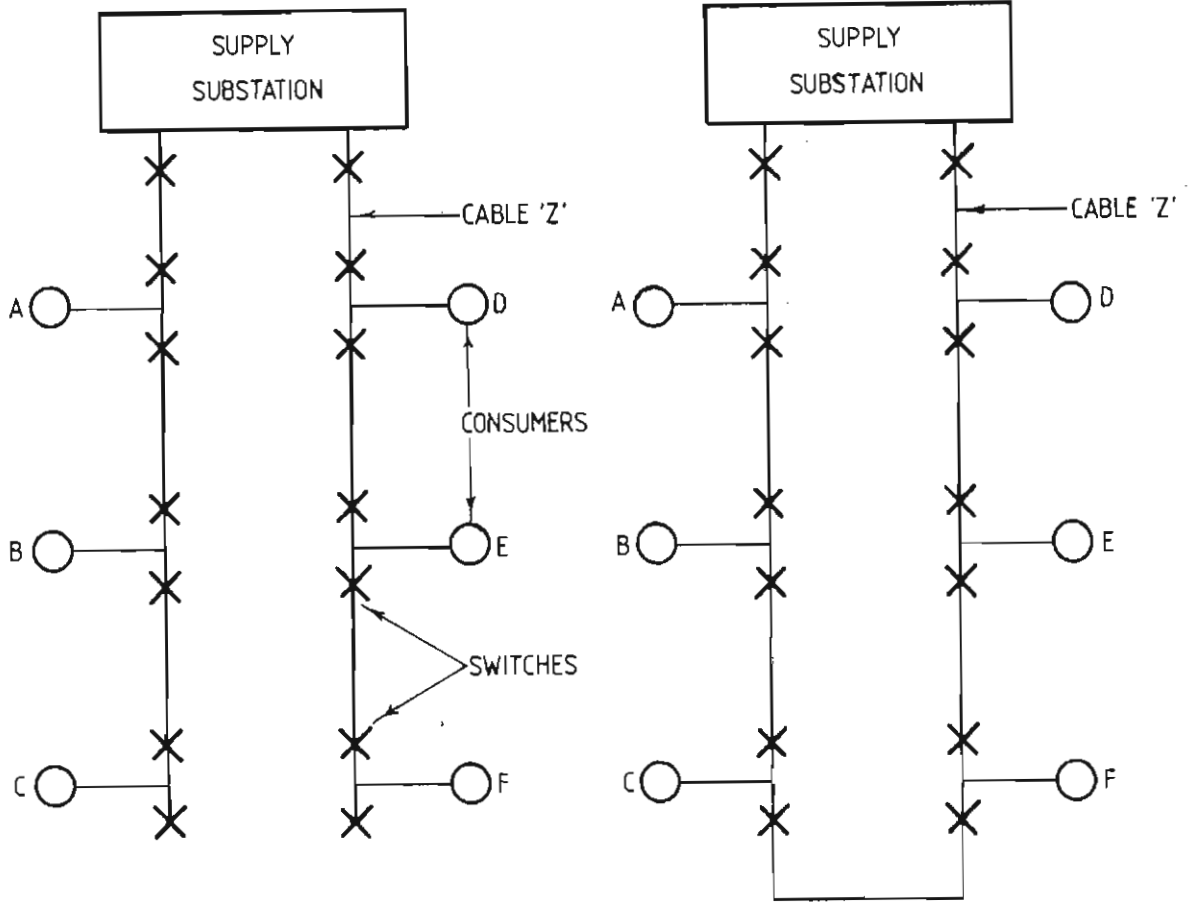 SUPPLY
SUBSTATION
CABLE 'Z'
A
D
CONSUMERS
B
E
SWITCHES
C
F
SUPPLY
SUBSTATION
CABLE 'Z'
A
D
B
E
C
F